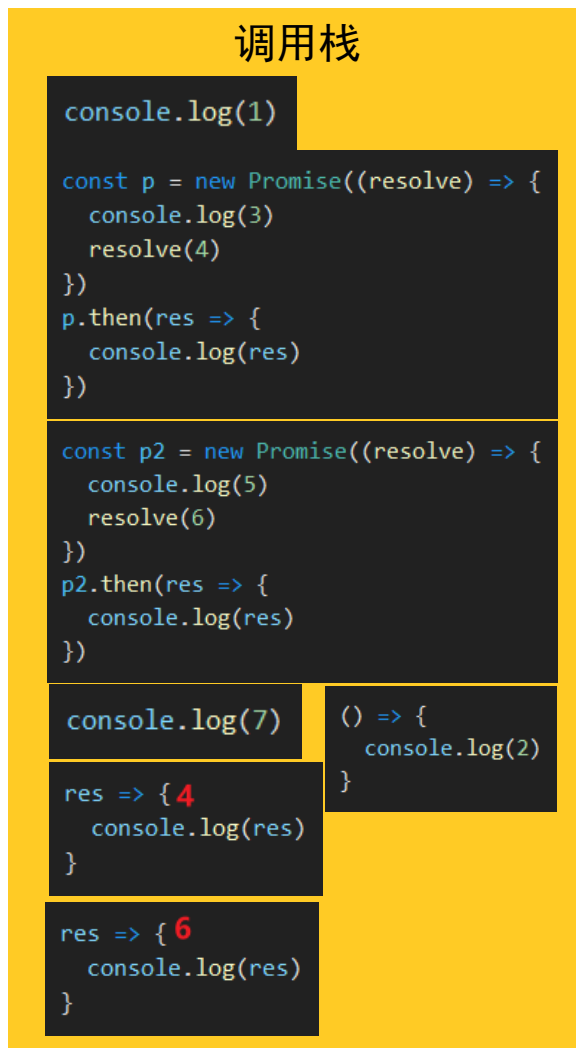 调用栈
console.log(1)
const p = new Promise((resolve) => {
  console.log(3)
  resolve(4)
})
p.then(res => {
  console.log(res)
})
const p2 = new Promise((resolve) => {
  console.log(5)
  resolve(6)
})
p2.then(res => {
  console.log(res)
})
console.log(7)
() => {
  console.log(2)
}
res => { 4
  console.log(res)
}
res => { 6
  console.log(res)
}